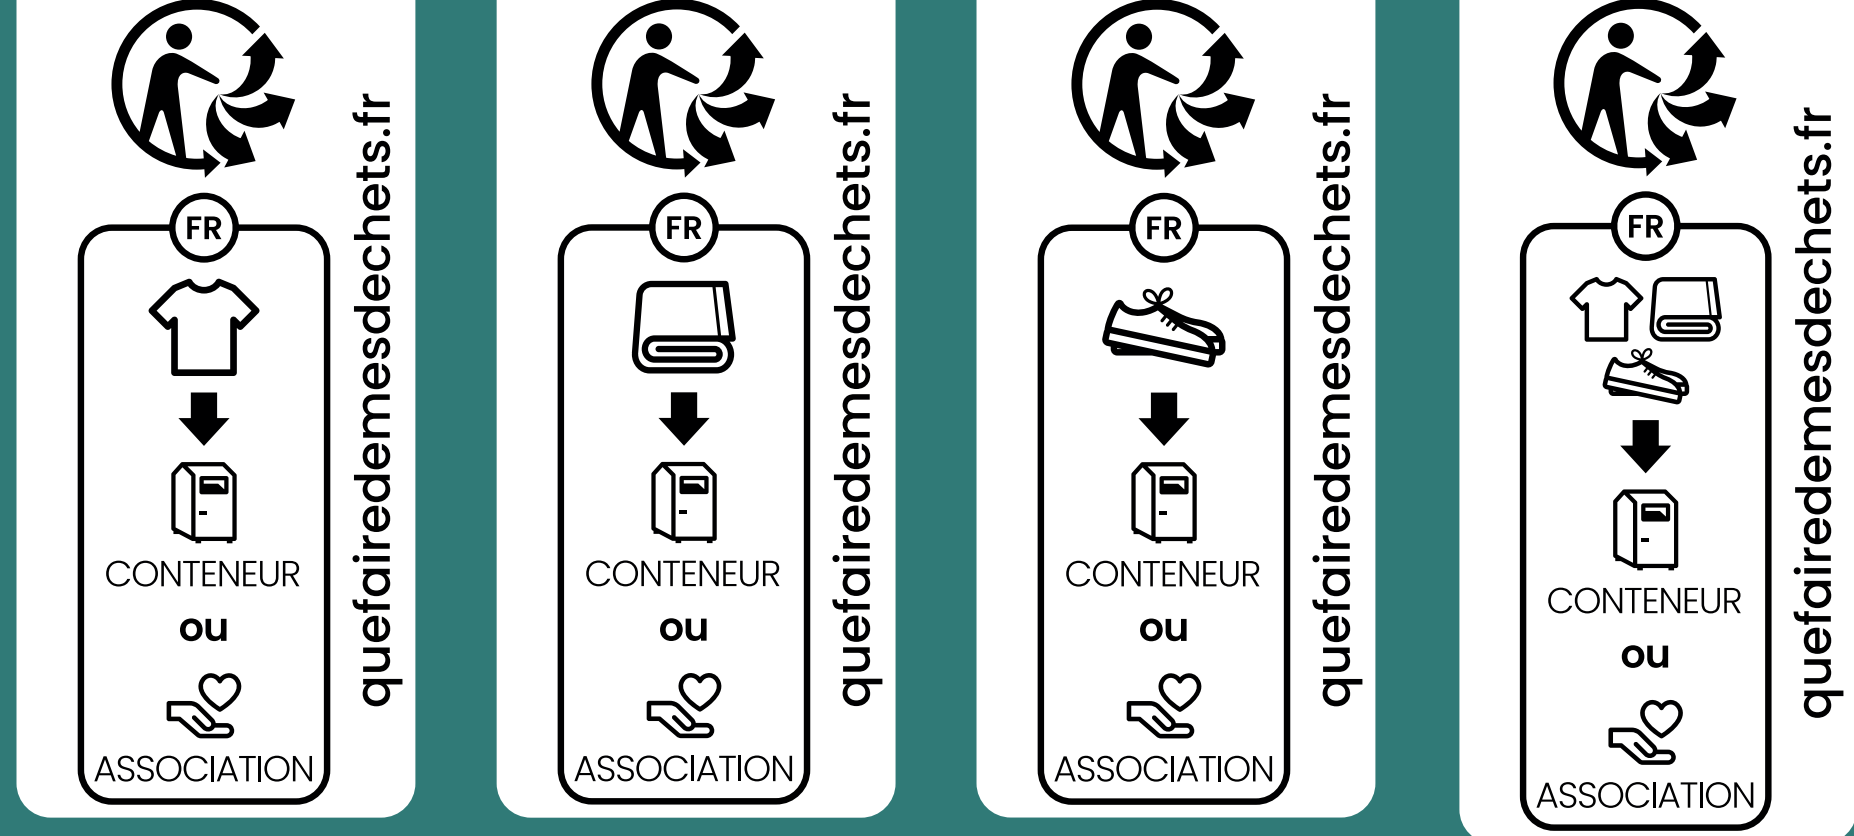 FR
CONTENEUR
ou
ASSOCIATION
quefairedemesdechets.fr
FR
CONTENEUR
ou
ASSOCIATION
quefairedemesdechets.fr
FR
CONTENEUR
ou
ASSOCIATION
quefairedemesdechets.fr
FR
CONTENEUR
ou
ASSOCIATION
quefairedemesdechets.fr